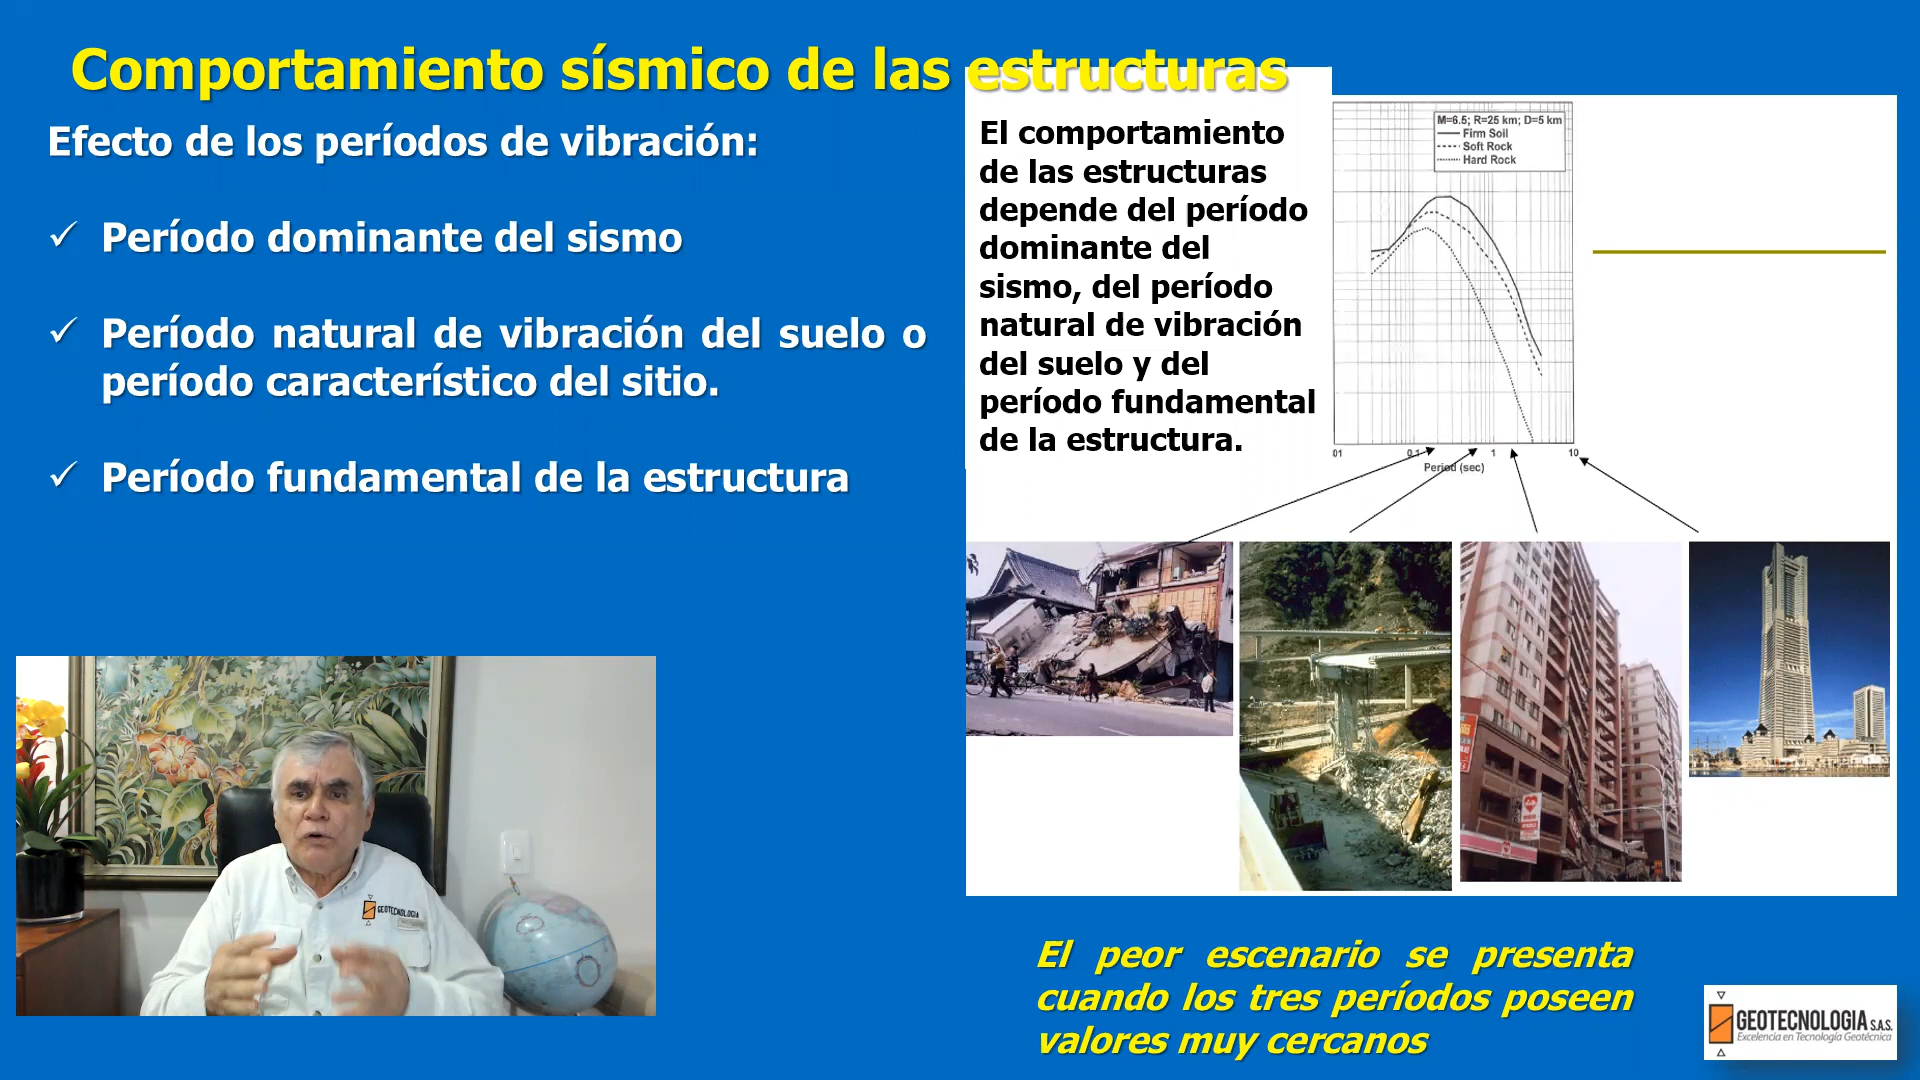 Comportamiento sísmico de las estructuras
Efecto de los períodos de vibración:
✓ Período dominante del sismo
✓ Período natural de vibración del suelo o
período característico del sitio.
✓ Período fundamental de la estructura
El comportamiento
de las estructuras
depende del período
dominante del
sismo, del período
natural de vibración
del suelo y del
período fundamental
de la estructura.
M=6.5; R=25 km; D=5 km
Firm Soil
Soft Rock
Hard Rock
01 0.1 1 10
Period (sec)
GEOTECNOLOGIA
El peor escenario se presenta
cuando los tres períodos poseen
valores muy cercanos
GEOTECNOLOGIA S.A.S.
Excelencia en Tecnología Geotécnica